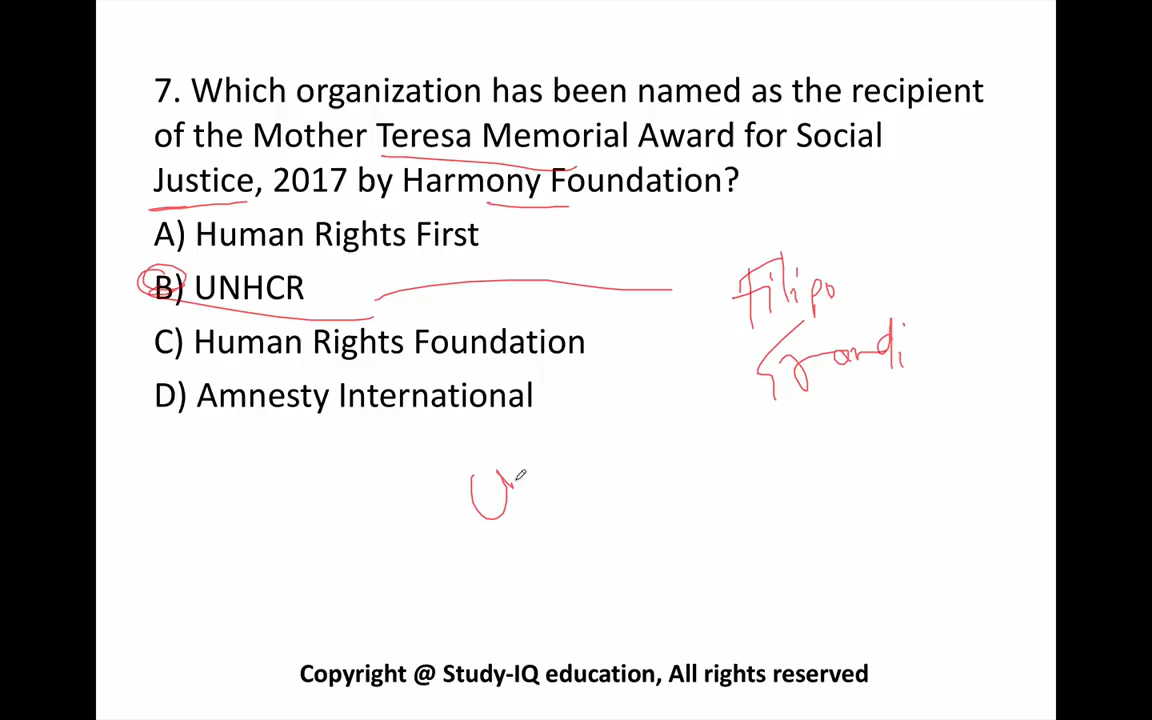 7. Which organization has been named as the recipient
of the Mother Teresa Memorial Award for Social
Justice, 2017 by Harmony Foundation?
A) Human Rights First
B) UNHCR
C) Human Rights Foundation
D) Amnesty International
Filipo
Grandi
U
Copyright @ Study-IQ education, All rights reserved